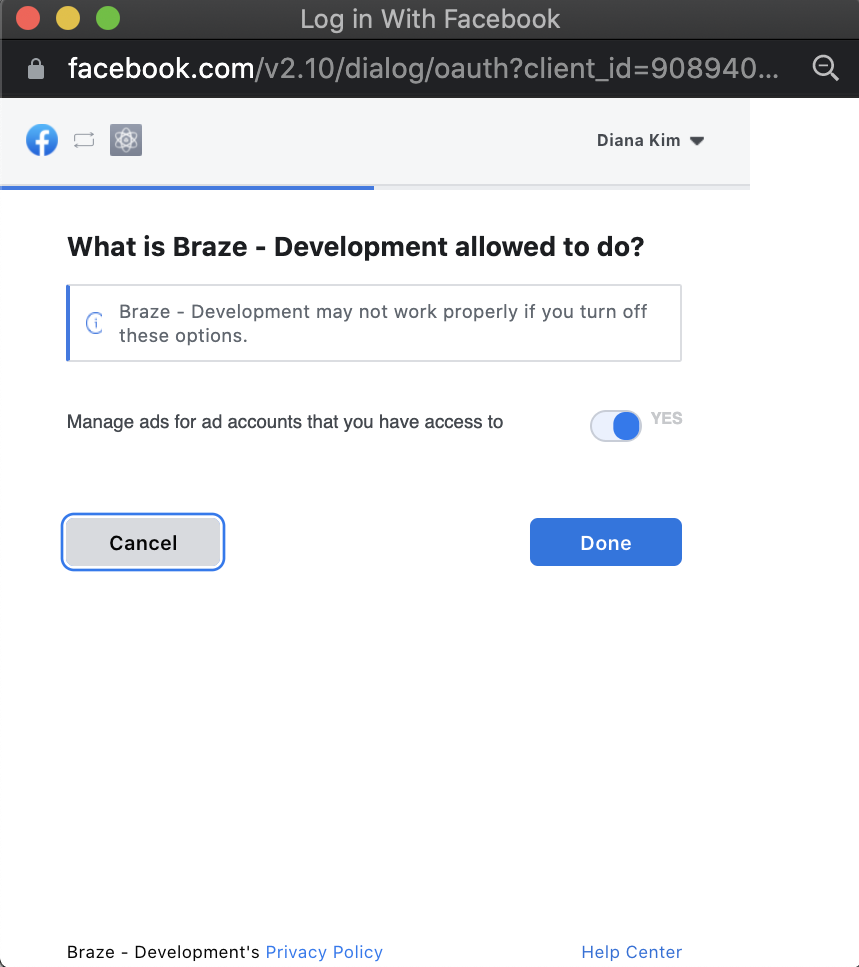 Log in With Facebook
facebook.com/v2.10/dialog/oauth?client_id=908940...
Diana Kim
What is Braze - Development allowed to do?
Braze - Development may not work properly if you turn off
these options.
Manage ads for ad accounts that you have access to
YES
Cancel
Done
Braze - Development's Privacy Policy
Help Center